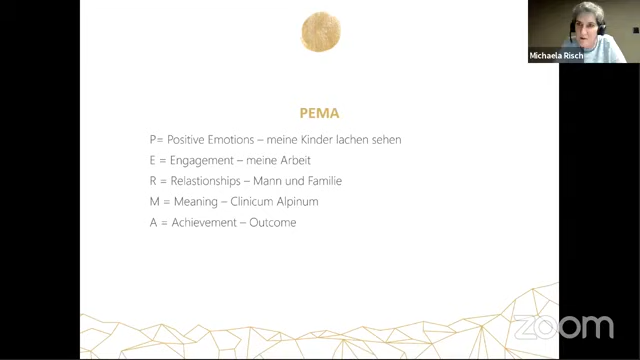 Michaela Risch
PEMA
P= Positive Emotions – meine Kinder lachen sehen
E = Engagement – meine Arbeit
R = Relastionships – Mann und Familie
M = Meaning – Clinicum Alpinum
A = Achievement – Outcome
zoom